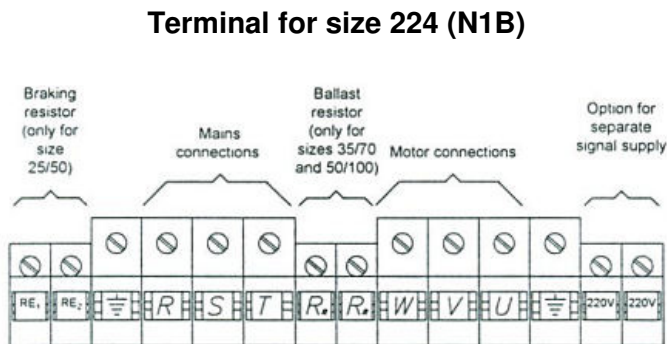 Terminal for size 224 (N1B)
Braking
resistor
(only for
size
25/50)
Mains
connections
Ballast
resistor
(only for
sizes 35/70
and 50/100)
Motor connections
Option for
separate
signal supply
RE₁ RE₂ R S T R. R. W V U 220V 220V